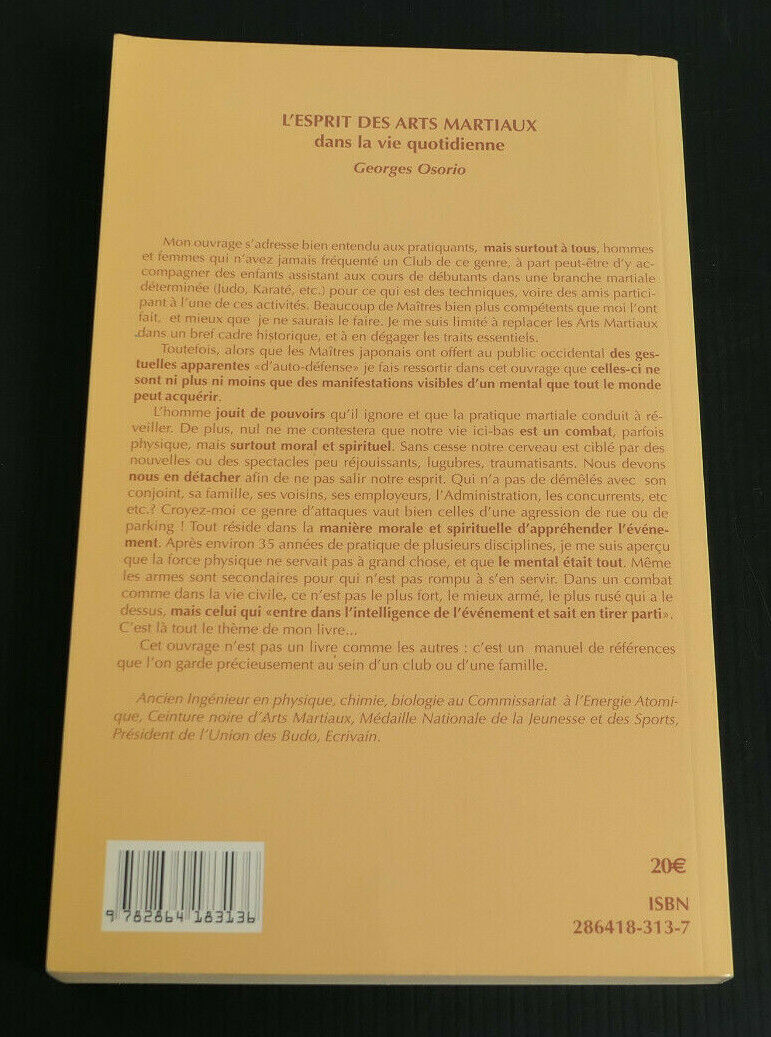 L'ESPRIT DES ARTS MARTIAUX
dans la vie quotidienne
Georges Osorio
Mon ouvrage s'adresse bien entendu aux pratiquants, mais surtout à tous, hommes
et femmes qui n'avez jamais fréquenté un Club de ce genre, à part peut-être d'y ac-
compagner des enfants assistant aux cours de débutants dans une branche martiale
déterminée (Judo, Karaté, etc.) pour ce qui est des techniques, voire des amis partici-
pant à l'une de ces activités. Beaucoup de Maîtres bien plus compétents que moi l'ont
fait, et mieux que je ne saurais le faire. Je me suis limité à replacer les Arts Martiaux
dans un bref cadre historique, et à en dégager les traits essentiels.
Toutefois, alors que les Maîtres japonais ont offert au public occidental des ges-
tuelles apparentes «d'auto-défense» je fais ressortir dans cet ouvrage que celles-ci ne
sont ni plus ni moins que des manifestations visibles d'un mental que tout le monde
peut acquérir.
L'homme jouit de pouvoirs qu'il ignore et que la pratique martiale conduit à ré-
veiller. De plus, nul ne me contestera que notre vie ici-bas est un combat, parfois
physique, mais surtout moral et spirituel. Sans cesse notre cerveau est ciblé par des
nouvelles ou des spectacles peu réjouissants, lugubres, traumatisants. Nous devons
nous en détacher afin de ne pas salir notre esprit. Qui n'a pas de démêlés avec son
conjoint, sa famille, ses voisins, ses employeurs, l'Administration, les concurrents, etc
etc.? Croyez-moi ce genre d'attaques vaut bien celles d'une agression de rue ou de
parking ! Tout réside dans la manière morale et spirituelle d'appréhender l'événe-
ment. Après environ 35 années de pratique de plusieurs disciplines, je me suis aperçu
que la force physique ne servait pas à grand chose, et que le mental était tout. Même
les armes sont secondaires pour qui n'est pas rompu à s'en servir. Dans un combat
comme dans la vie civile, ce n'est pas le plus fort, le mieux armé, le plus rusé qui a le
dessus, mais celui qui «entre dans l'intelligence de l'événement et sait en tirer parti».
C'est là tout le thème de mon livre...
Cet ouvrage n'est pas un livre comme les autres : c'est un manuel de références
que l'on garde précieusement au sein d'un club ou d'une famille.
Ancien Ingénieur en physique, chimie, biologie au Commissariat à l'Energie Atomi-
que, Ceinture noire d'Arts Martiaux, Médaille Nationale de la Jeunesse et des Sports,
Président de l'Union des Budo, Ecrivain.
20€
ISBN
286418-313-7
9 782864 183136